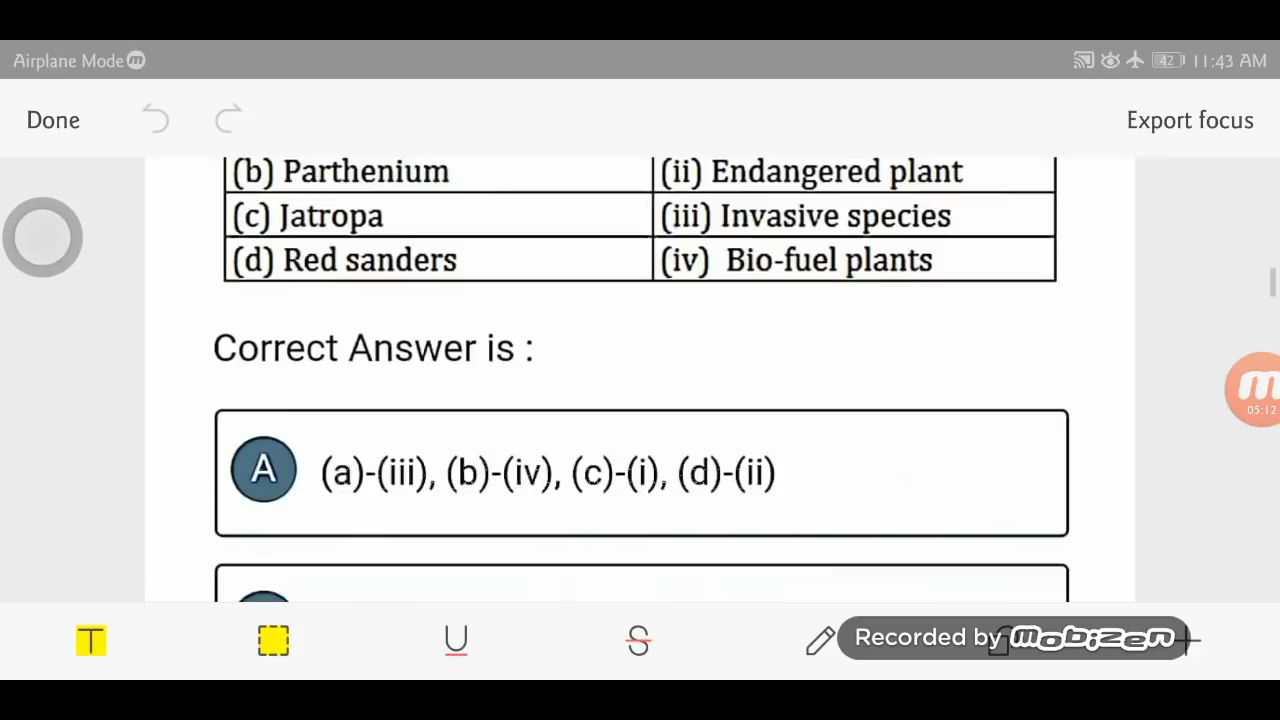 Airplane Mode m 42 11:43 AM
Done Export focus
(b) Parthenium (ii) Endangered plant
(c) Jatropa (iii) Invasive species
(d) Red sanders (iv) Bio-fuel plants
Correct Answer is :
m
05:12
A (a)-(iii), (b)-(iv), (c)-(i), (d)-(ii)
T U S Recorded by mobizen